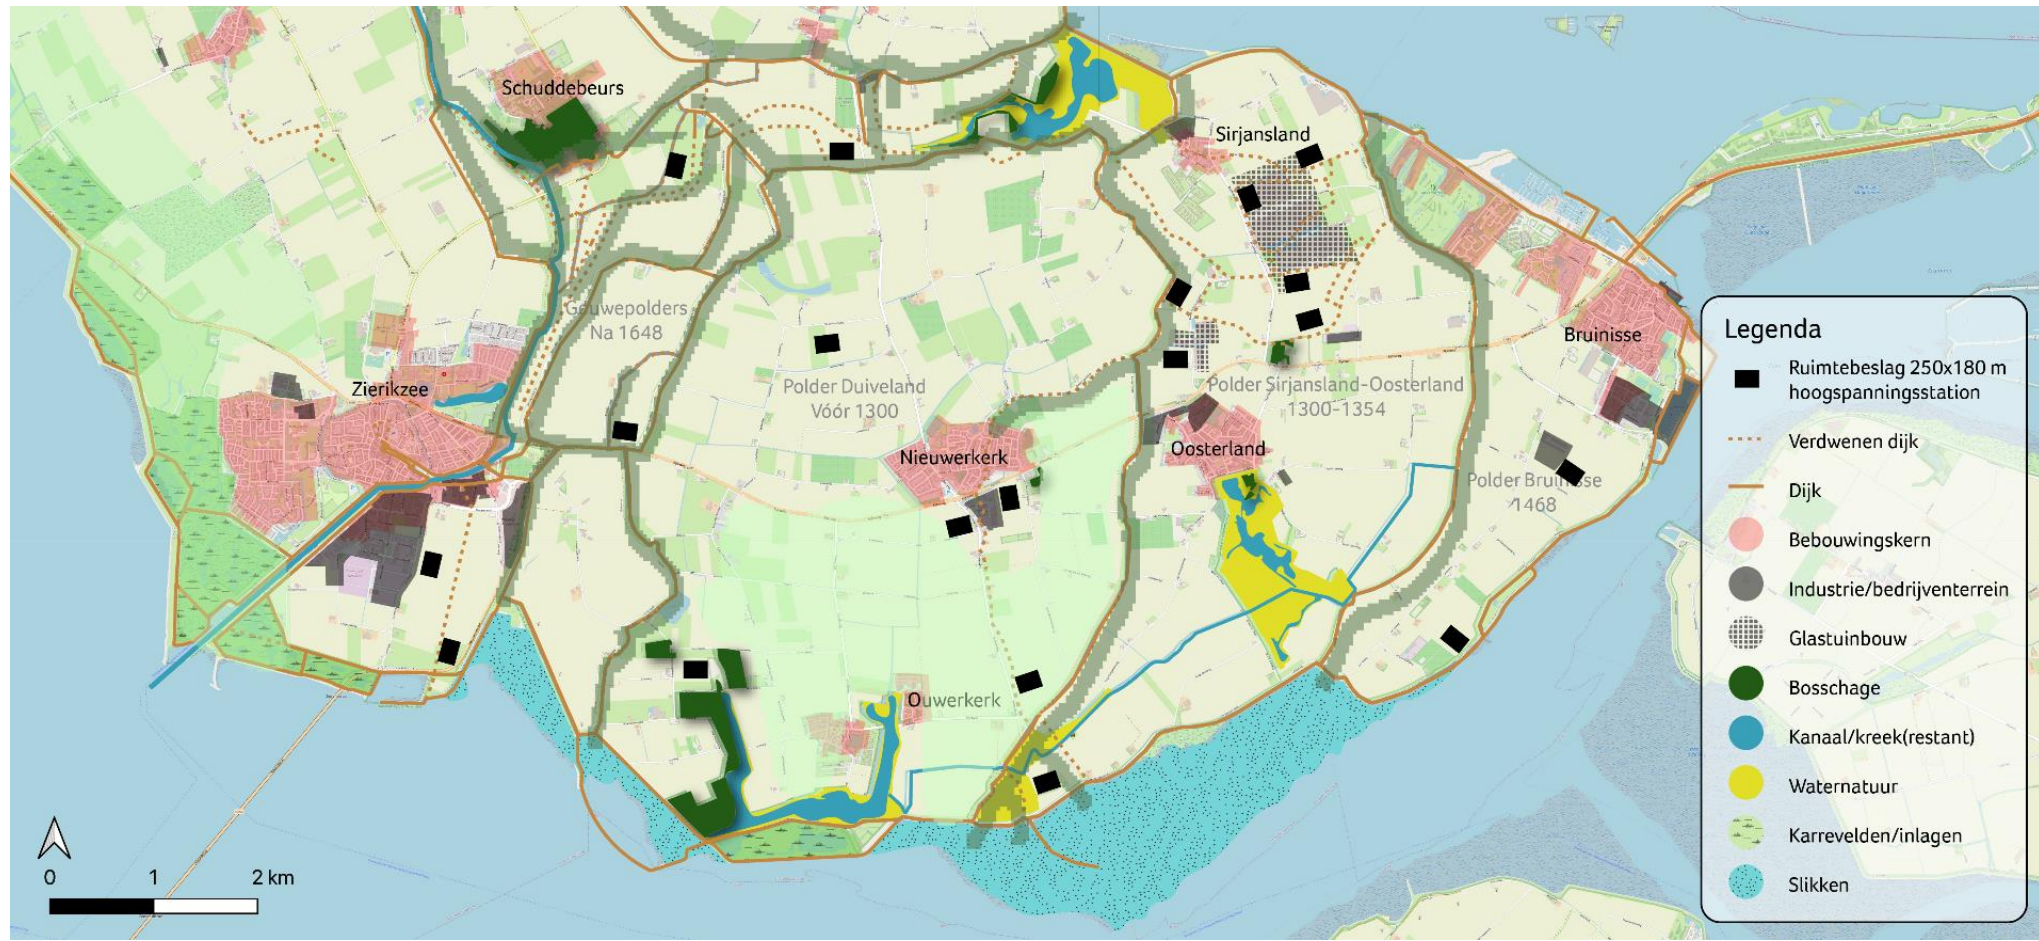 Schuddebeurs
Sirjansland
Gouwepolders
Na 1648
Bruinisse
Zierikzee
Polder Duiveland
Vóór 1300
Polder Sirjansland-Oosterland
1300-1354
Nieuwerkerk
Oosterland
Polder Bruinisse
1468
Ouwerkerk
Legenda
Ruimtebeslag 250x180 m
hoogspanningsstation
Verdwenen dijk
Dijk
Bebouwingskern
Industrie/bedrijventerrein
Glastuinbouw
Bosschage
Kanaal/kreek(restant)
Waternatuur
Karrevelden/inlagen
Slikken
0 1 2 km